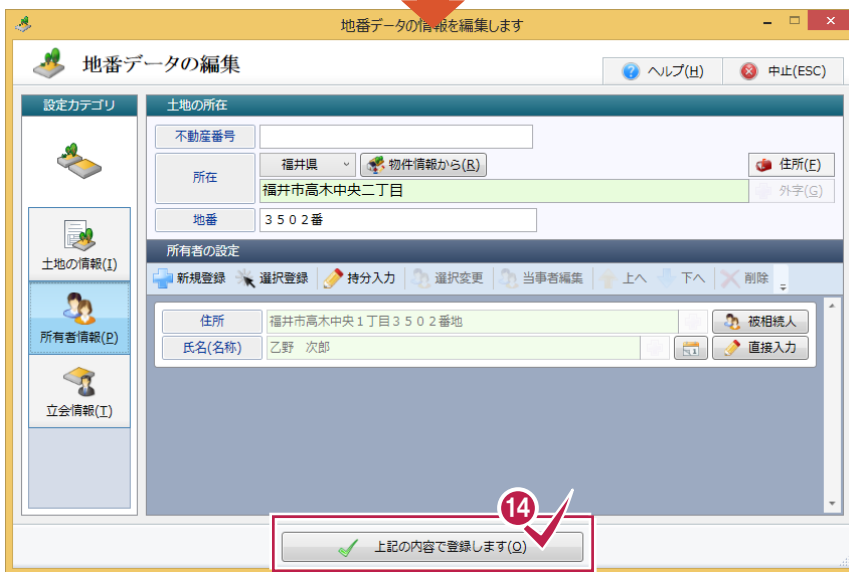 地番データの情報を編集します
地番データの編集
ヘルプ(H) 中止(ESC)
設定カテゴリ
土地の情報(I)
所有者情報(P)
立会情報(T)
土地の所在
不動産番号
所在 福井県 物件情報から(R) 住所(F)
福井市高木中央二丁目 外字(G)
地番 3502番
所有者の設定
新規登録 選択登録 持分入力 選択変更 当事者編集 上へ 下へ 削除
住所 福井市高木中央1丁目3502番地 被相続人
氏名(名称) 乙野 次郎 直接入力
14
上記の内容で登録します(O)